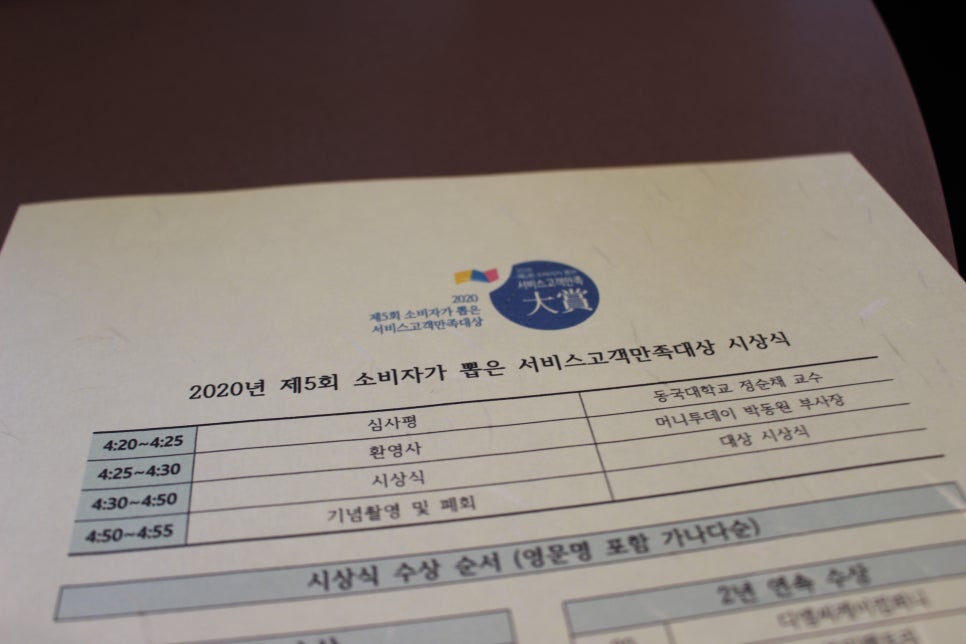 2020
제5회 소비자가 뽑은
서비스고객만족대상
서비스고객만족
大賞
2020년 제5회 소비자가 뽑은 서비스고객만족대상 시상식
4:20~4:25 심사평 동국대학교 정순채 교수
4:25~4:30 환영사 머니투데이 박동원 부사장
4:30~4:50 시상식 대상 시상식
4:50~4:55 기념촬영 및 폐회
시상식 수상 순서 (영문명 포함 가나다순)
2년 연속 수상